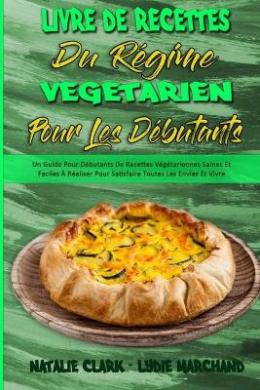 LIVRE DE RECETTES
Du Régime
VEGETARIEN
Pour Les Débutants
Un Guide Pour Débutants De Recettes Végétariennes Saines Et
Faciles À Réaliser Pour Satisfaire Toutes Les Envies Et Vivre
NATALIE CLARK - LYDIE MARCHAND